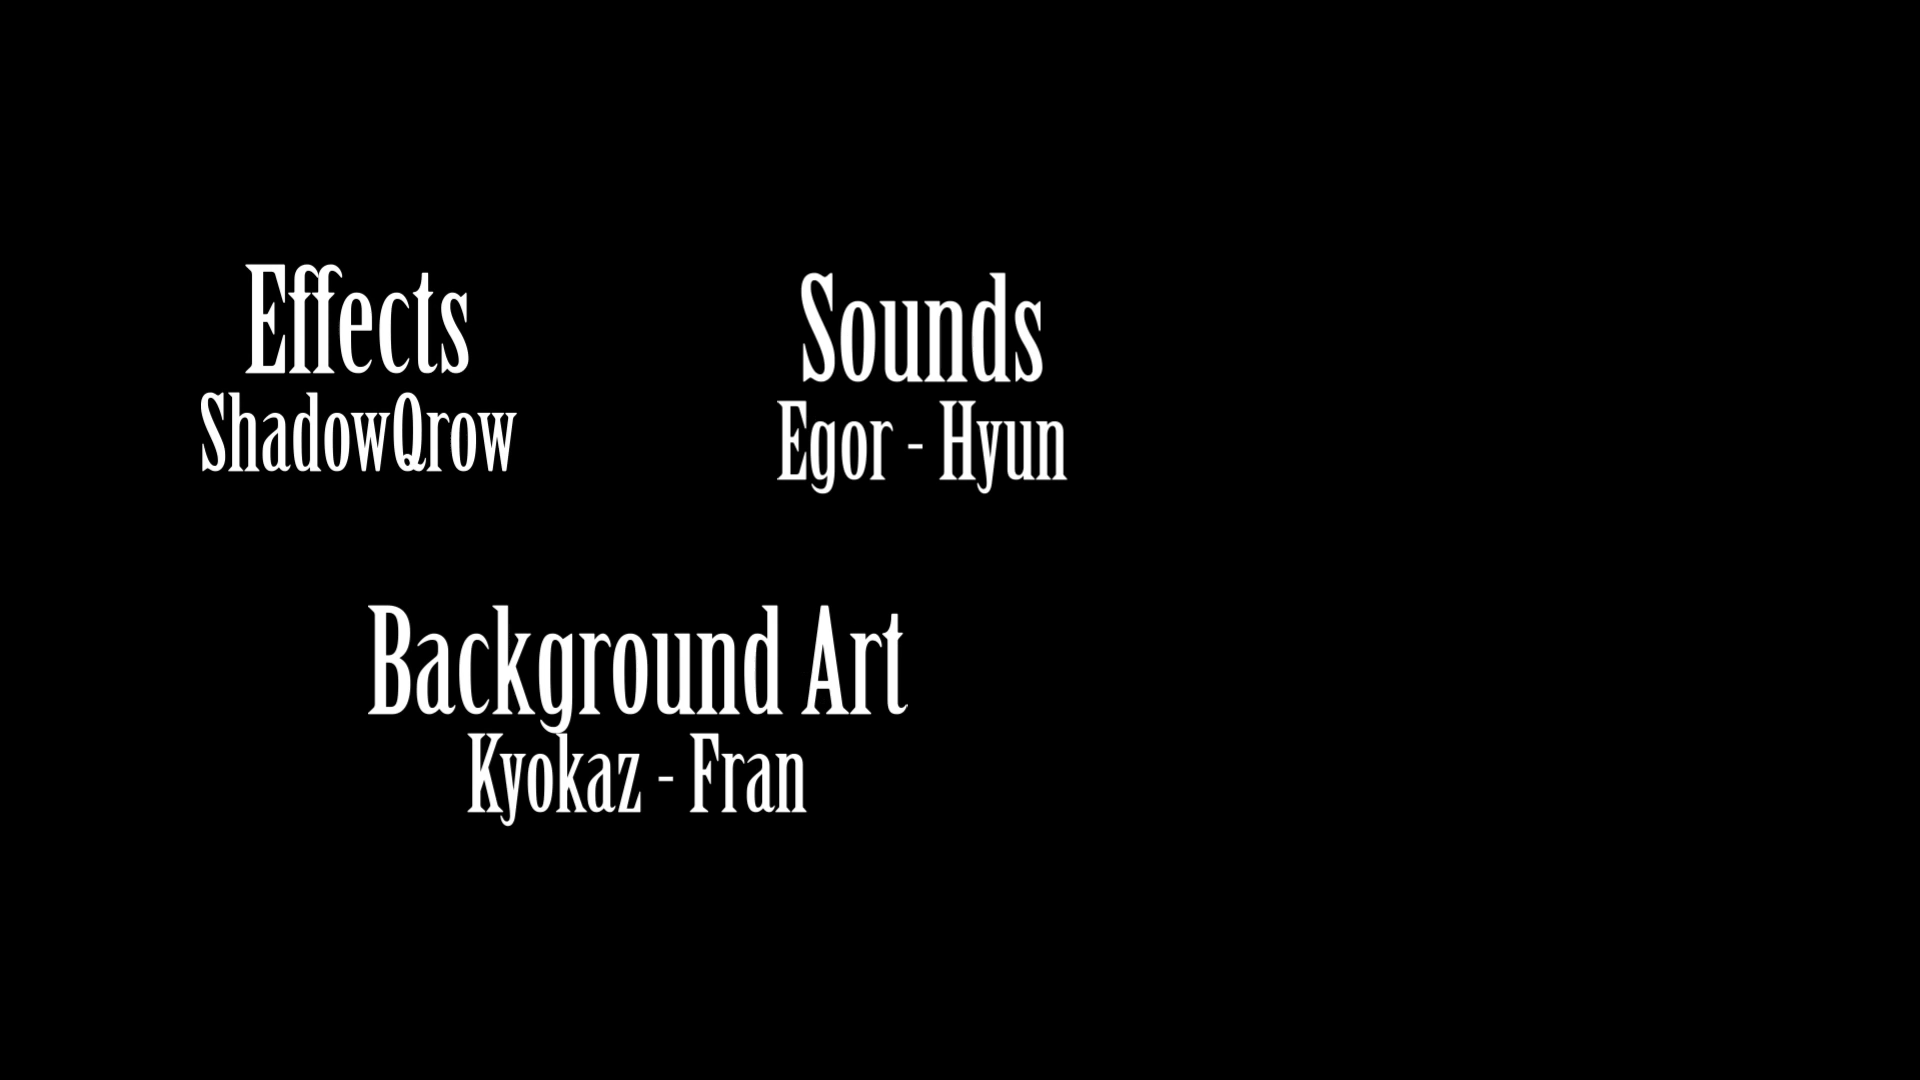 Effects
ShadowQrow
Sounds
Egor - Hyun
Background Art
Kyokaz - Fran